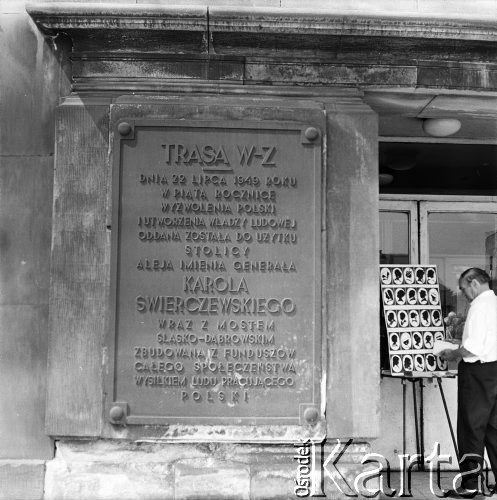 TRASA W-Z
DNIA 22 LIPCA 1949 ROKU
W PIĄTĄ ROCZNICĘ
WYZWOLENIA POLSKI
I UTWORZENIA WŁADZY LUDOWEJ
ODDANA ZOSTAŁA DO UŻYTKU
STOLICY
ALEJA IMIENIA GENERAŁA
KAROLA
ŚWIERCZEWSKIEGO
WRAZ Z MOSTEM
ŚLĄSKO-DĄBROWSKIM
ZBUDOWANA Z FUNDUSZÓW
CAŁEGO SPOŁECZEŃSTWA
WYSIŁKIEM LUDU PRACUJĄCEGO
POLSKI
Ośrodek
Karta